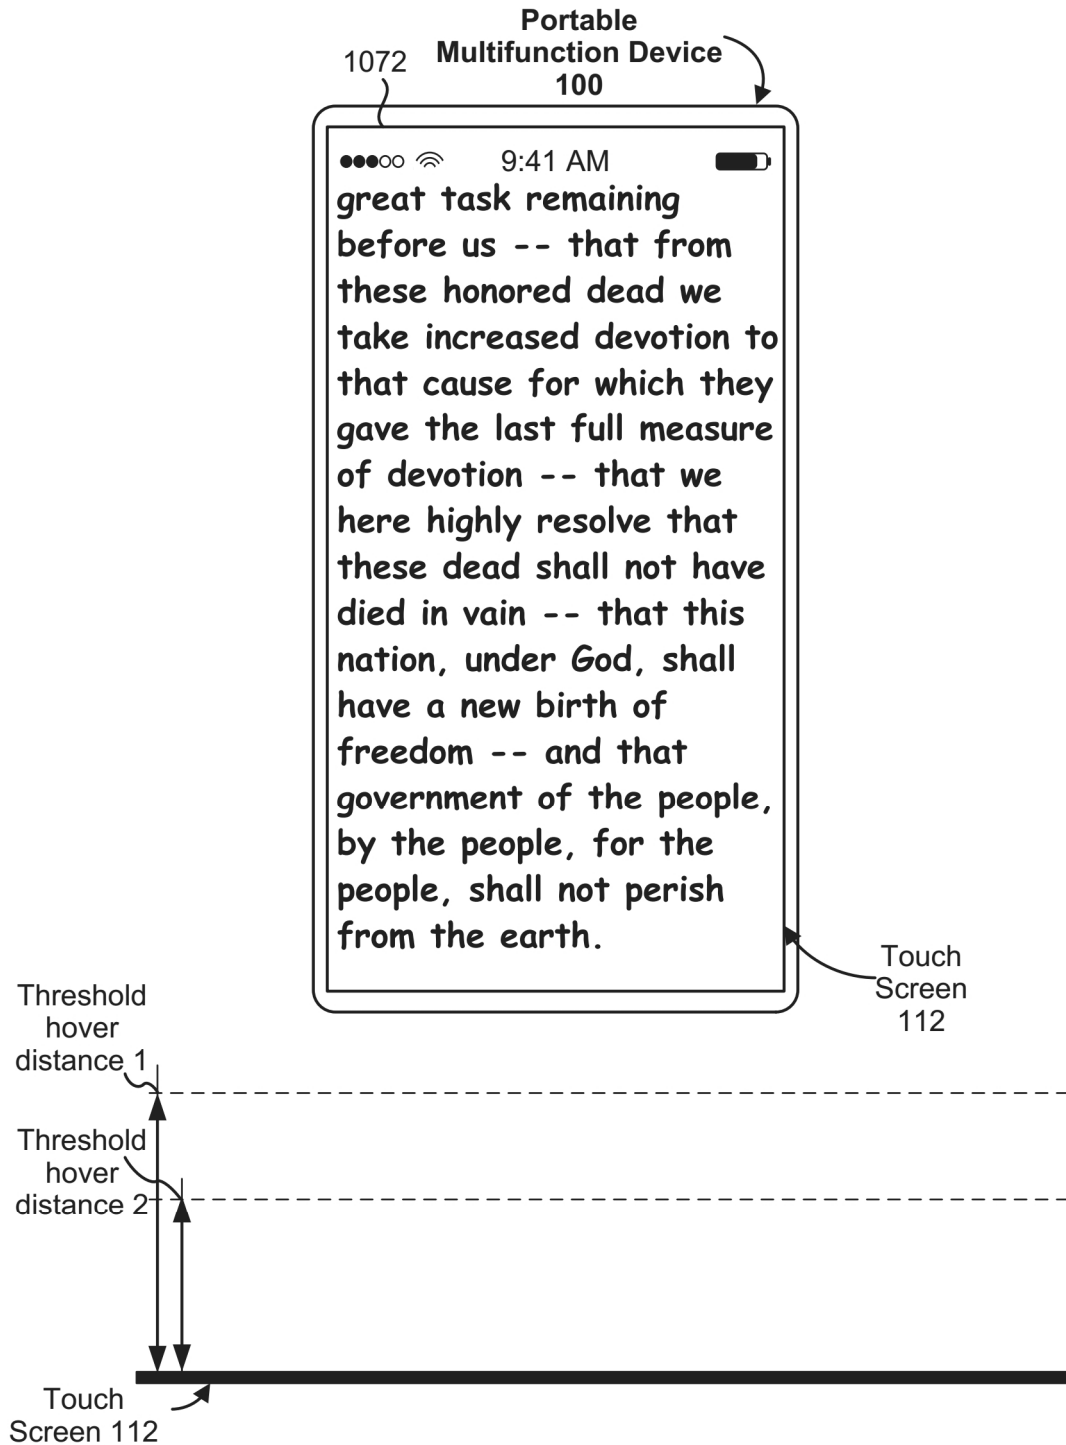 Portable
Multifunction Device
100
1072
9:41 AM
great task remaining
before us -- that from
these honored dead we
take increased devotion to
that cause for which they
gave the last full measure
of devotion -- that we
here highly resolve that
these dead shall not have
died in vain -- that this
nation, under God, shall
have a new birth of
freedom -- and that
government of the people,
by the people, for the
people, shall not perish
from the earth.
Touch
Screen
112
Threshold
hover
distance 1
Threshold
hover
distance 2
Touch
Screen 112